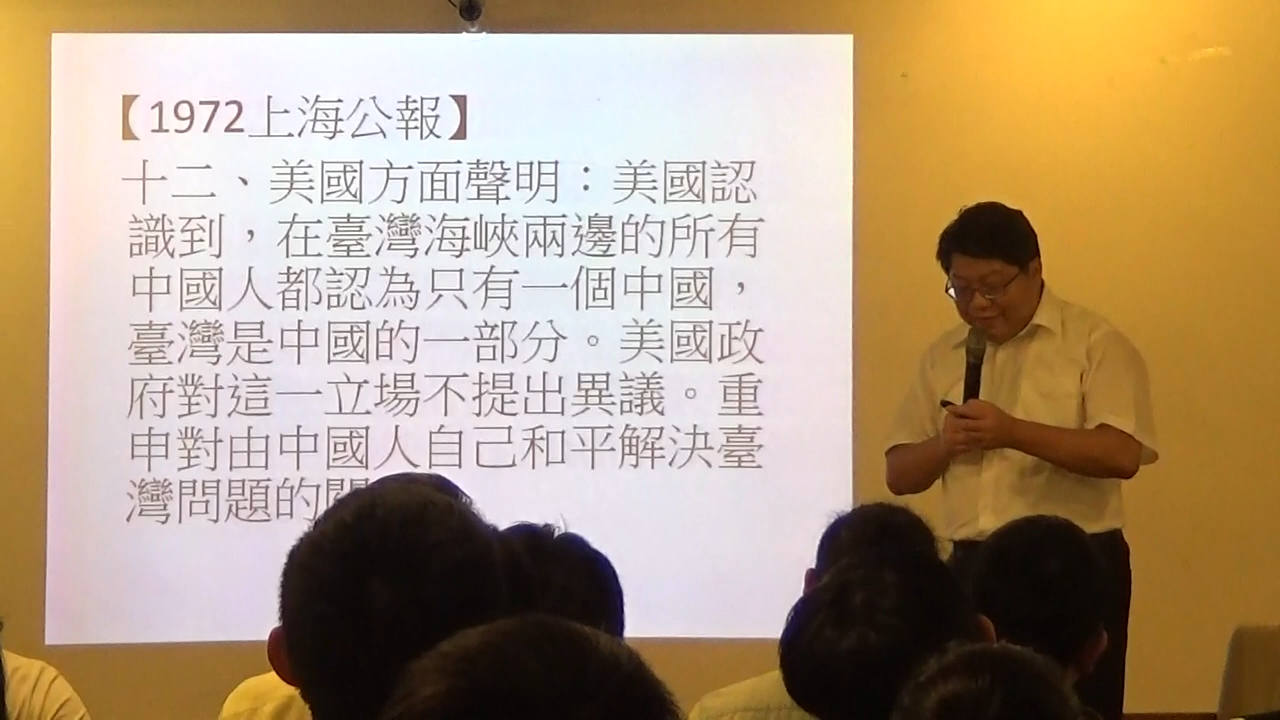 【1972上海公報】
十二、美國方面聲明：美國認
識到，在臺灣海峽兩邊的所有
中國人都認為只有一個中國，
臺灣是中國的一部分。美國政
府對這一立場不提出異議。重
申對由中國人自己和平解決臺
灣問題的